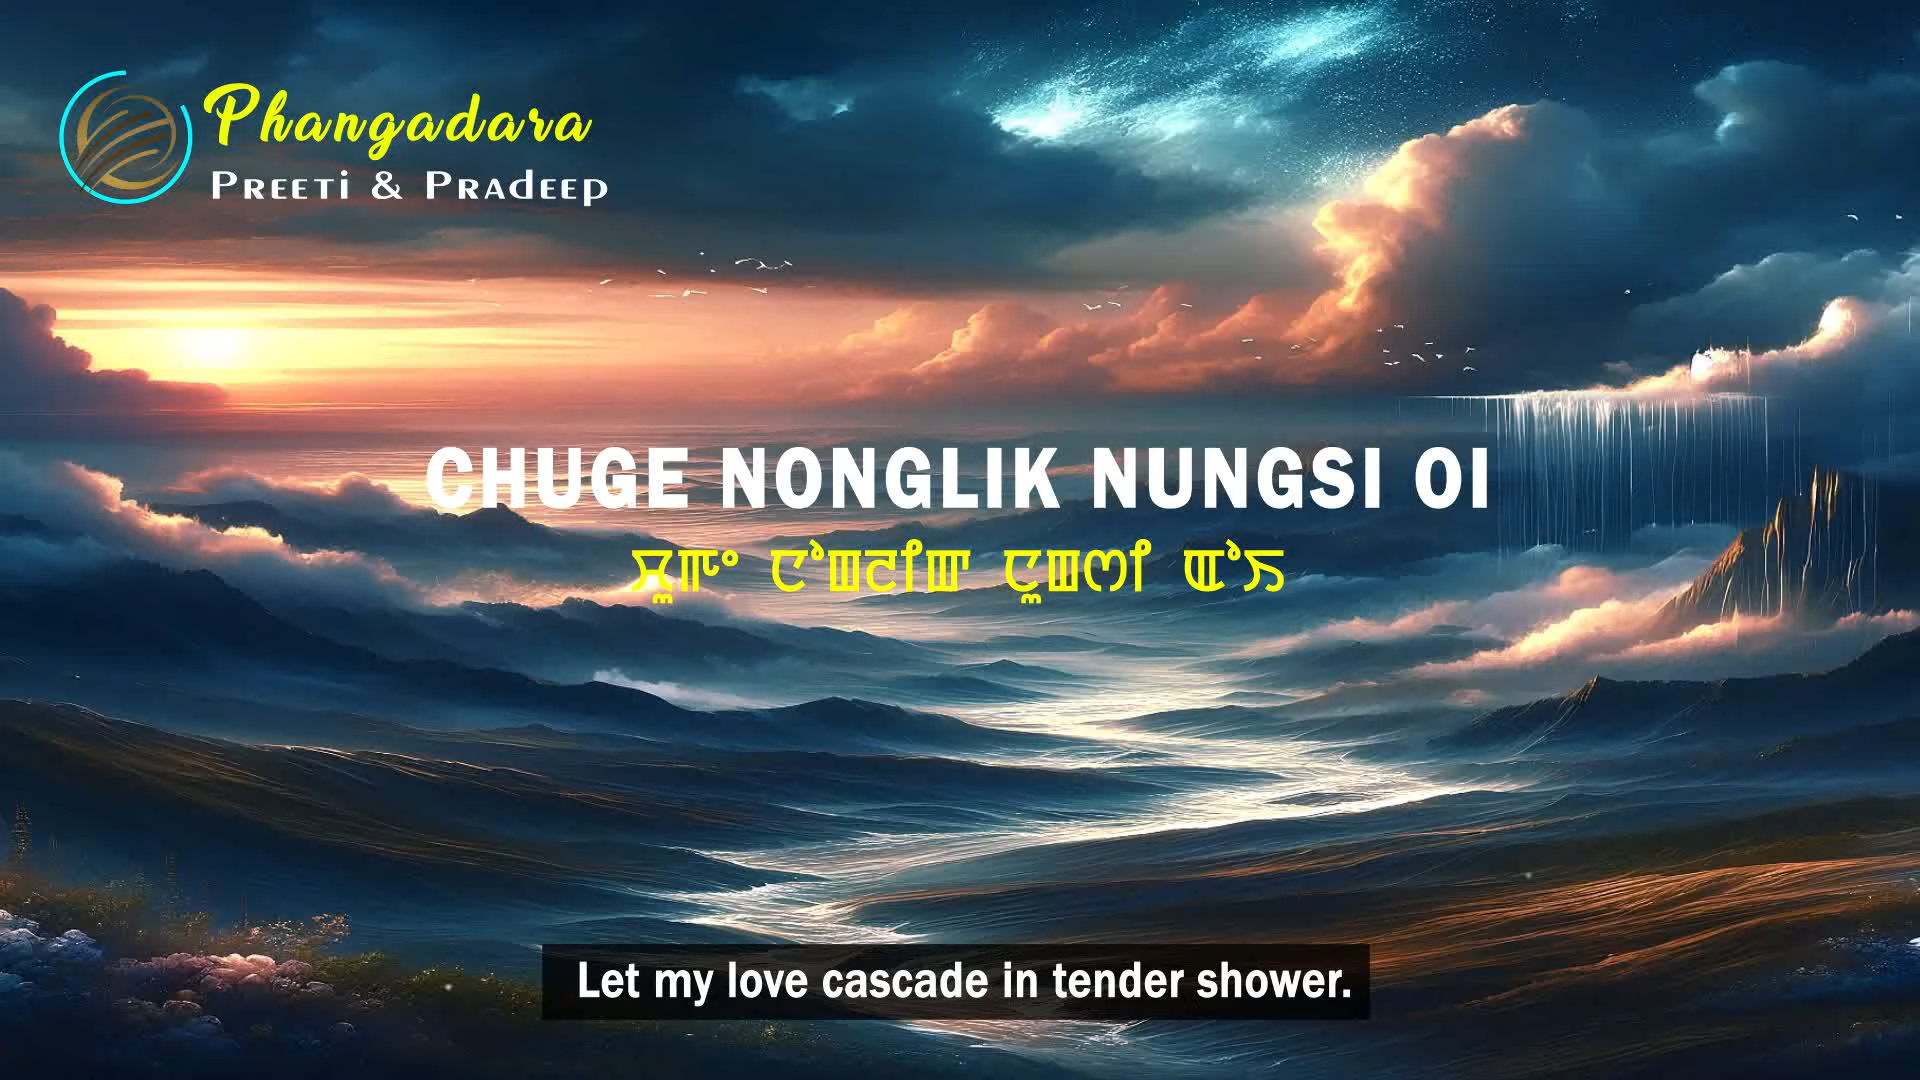 Phangadara
Preeti & Pradeep
CHUGE NONGLIK NUNGSI OI
ꯆꯨꯒꯦ ꯅꯣꯡꯂꯤꯛ ꯅꯨꯡꯁꯤ ꯑꯣꯏ
Let my love cascade in tender shower.